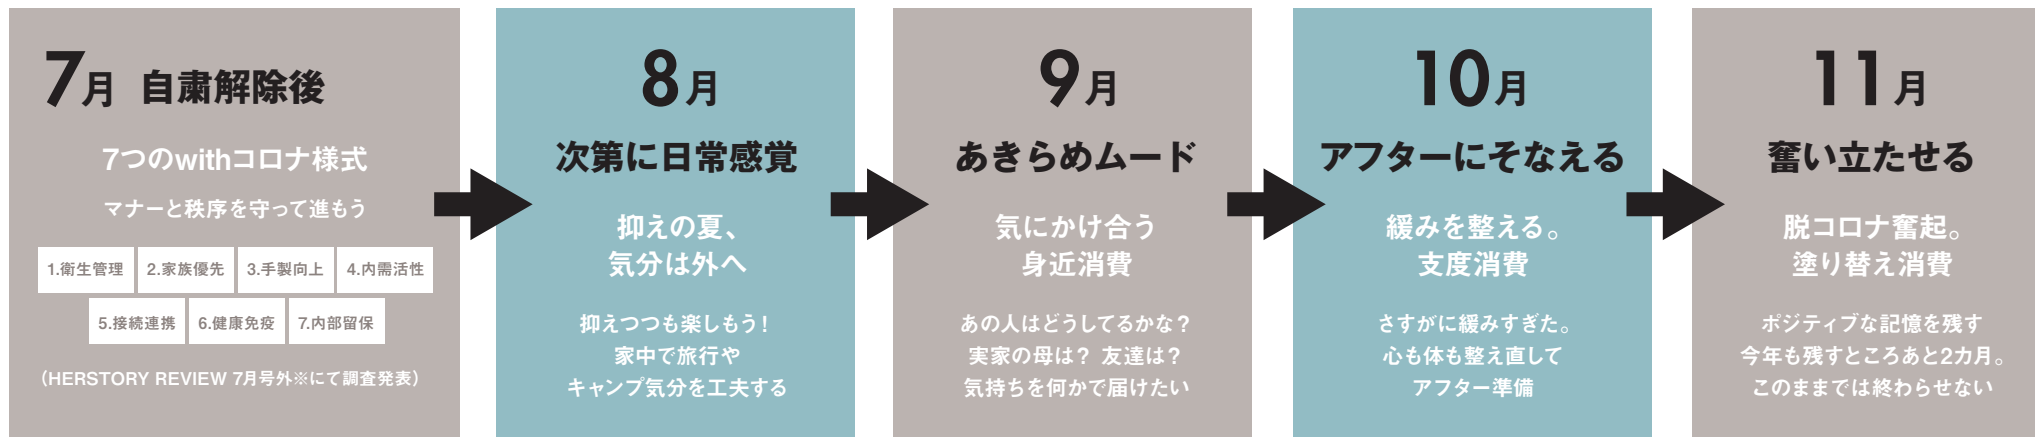 7月 自粛解除後
7つのwithコロナ様式
マナーと秩序を守って進もう
1.衛生管理 2.家族優先 3.手製向上 4.内需活性
5.接続連携 6.健康免疫 7.内部留保
（HERSTORY REVIEW 7月号外※にて調査発表）
8月
次第に日常感覚
抑えの夏、
気分は外へ
抑えつつも楽しもう！
家中で旅行や
キャンプ気分を工夫する
9月
あきらめムード
気にかけ合う
身近消費
あの人はどうしてるかな？
実家の母は？ 友達は？
気持ちを何かで届けたい
10月
アフターにそなえる
緩みを整える。
支度消費
さすがに緩みすぎた。
心も体も整え直して
アフター準備
11月
奮い立たせる
脱コロナ奮起。
塗り替え消費
ポジティブな記憶を残す
今年も残すところあと2カ月。
このままでは終わらせない